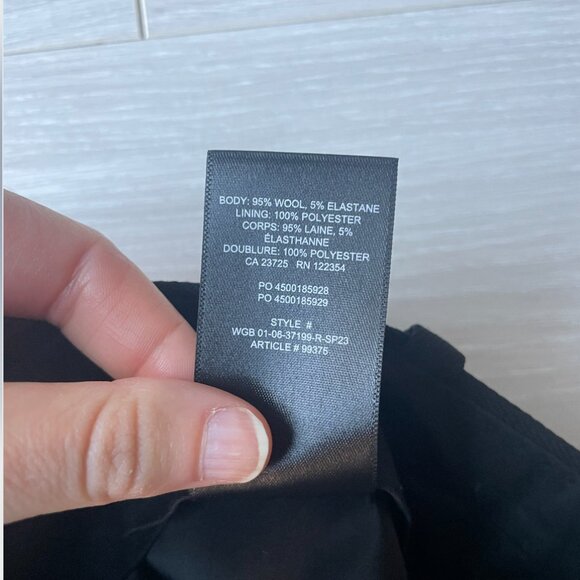 BODY: 95% WOOL, 5% ELASTANE
LINING: 100% POLYESTER
CORPS: 95% LAINE, 5%
ÉLASTHANNE
DOUBLURE: 100% POLYESTER
CA 23725 RN 122354
PO 4500185928
PO 4500185929
STYLE #
WGB 01-06-37199-R-SP23
ARTICLE # 99375